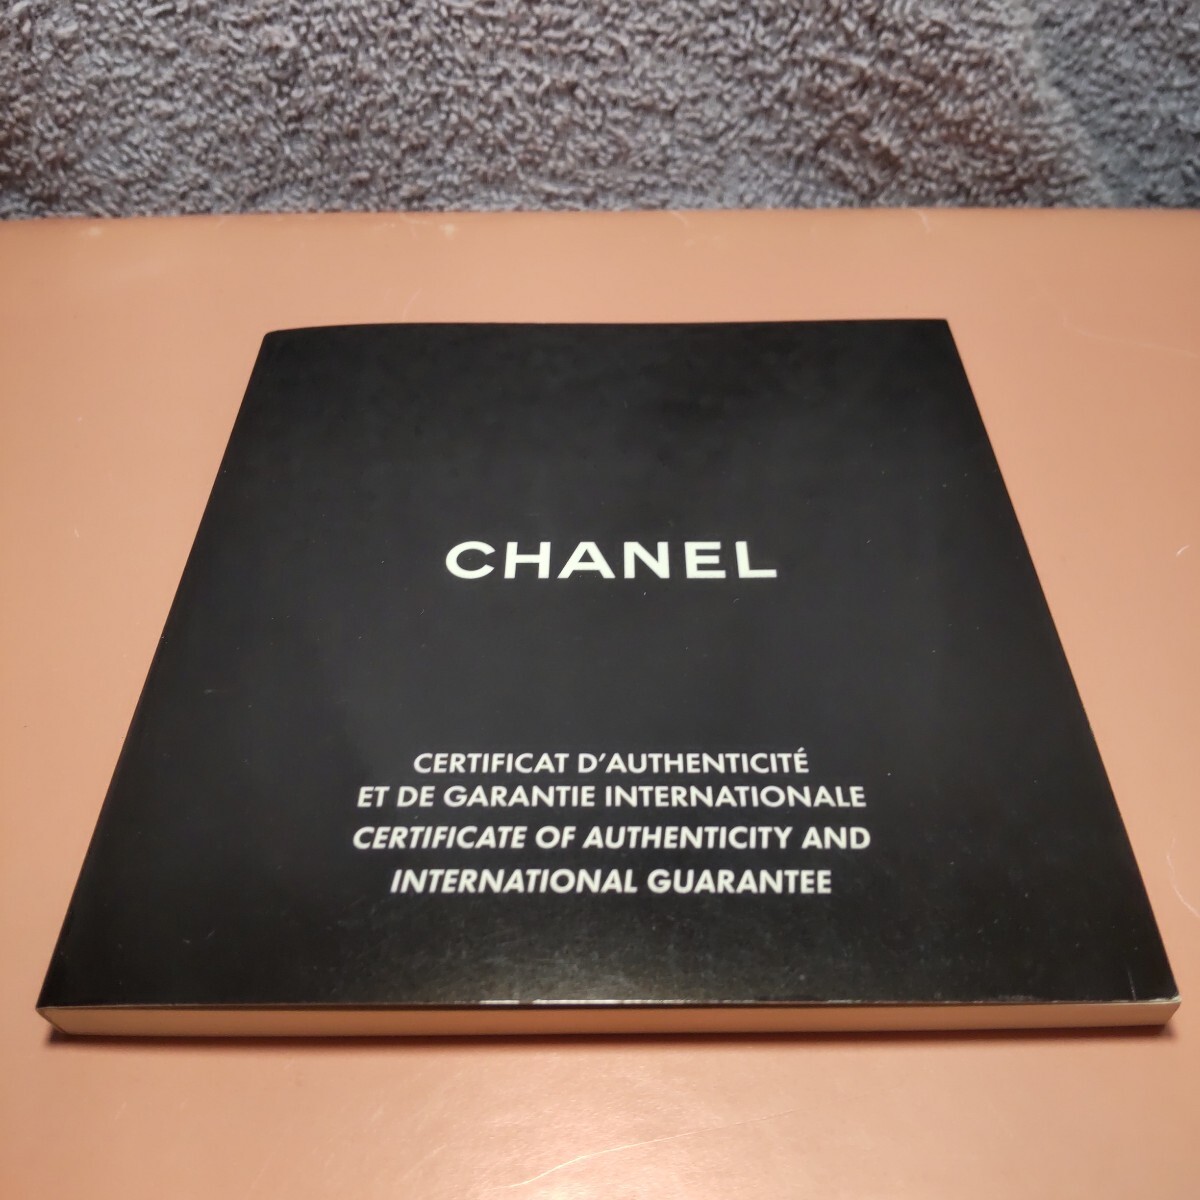 CHANEL
CERTIFICAT D'AUTHENTICITÉ
ET DE GARANTIE INTERNATIONALE
CERTIFICATE OF AUTHENTICITY AND
INTERNATIONAL GUARANTEE